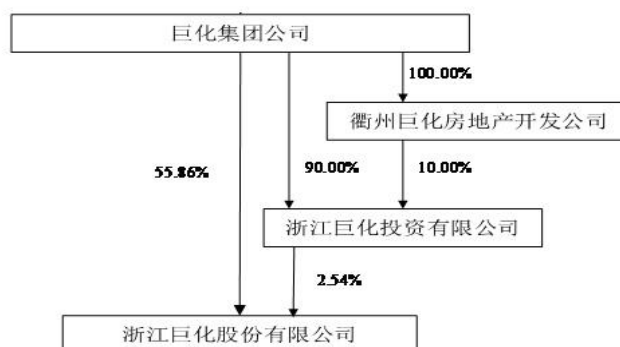 巨化集团公司
100.00%
衢州巨化房地产开发公司
55.86%
90.00%
10.00%
浙江巨化投资有限公司
2.54%
浙江巨化股份有限公司